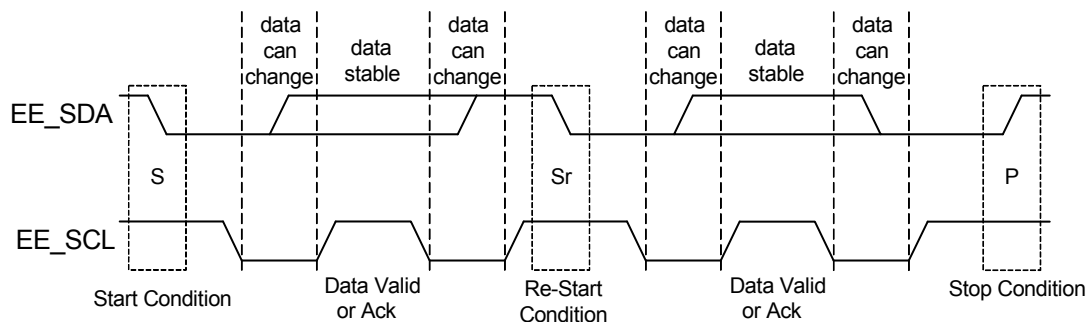 data
can
change
data
stable
data
can
change
data
can
change
data
stable
data
can
change
EE_SDA
S
Sr
P
EE_SCL
Start Condition
Data Valid
or Ack
Re-Start
Condition
Data Valid
or Ack
Stop Condition